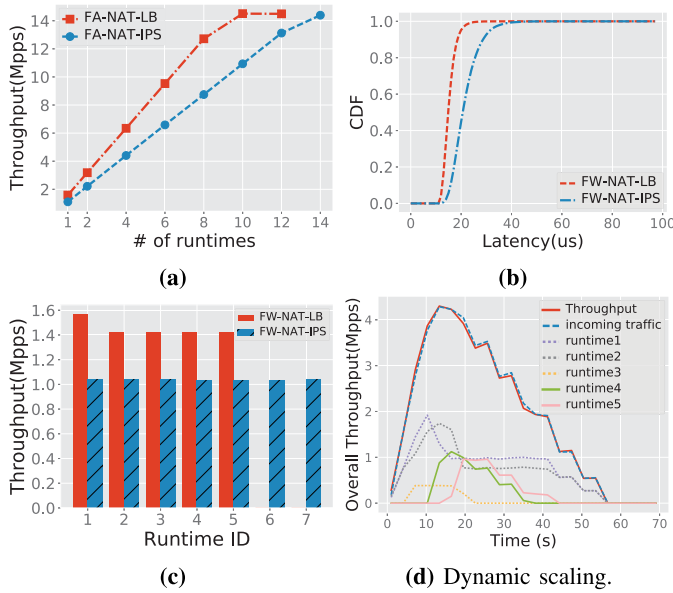 Throughput(Mpps)
14
12
10
8
6
4
2
FA-NAT-LB
FA-NAT-IPS
1 2 4 6 8 10 12 14
# of runtimes
(a)
CDF
1.0
0.8
0.6
0.4
0.2
0.0
FW-NAT-LB
FW-NAT-IPS
0 20 40 60 80 100
Latency(us)
(b)
Throughput(Mpps)
1.6
1.4
1.2
1.0
0.8
0.6
0.4
0.2
0.0
FW-NAT-LB
FW-NAT-IPS
1 2 3 4 5 6 7
Runtime ID
(c)
Overall Throughput(Mpps)
4
3
2
1
0
Throughput
incoming traffic
runtime1
runtime2
runtime3
runtime4
runtime5
0 10 20 30 40 50 60 70
Time (s)
(d) Dynamic scaling.